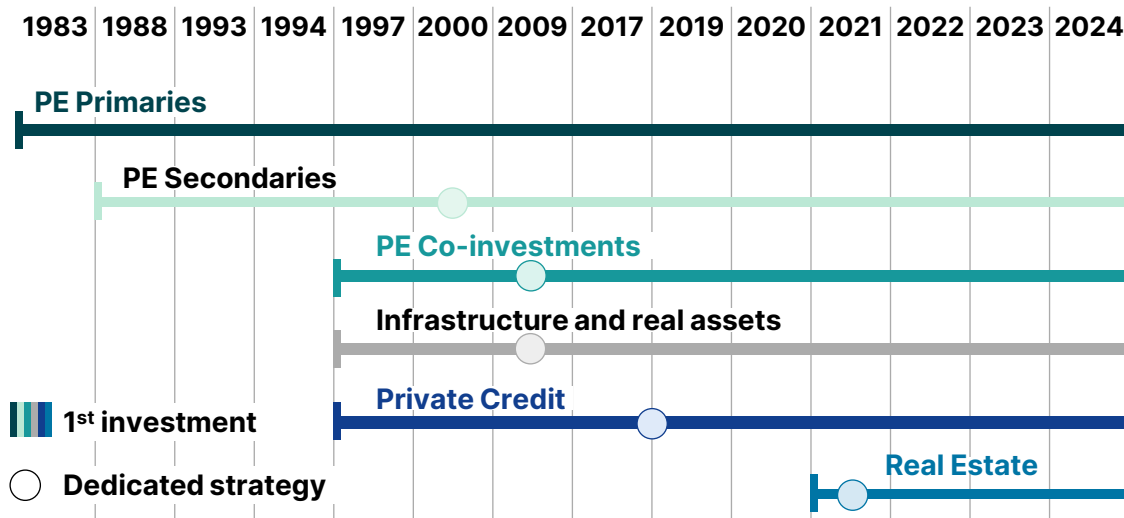 1983 1988 1993 1994 1997 2000 2009 2017 2019 2020 2021 2022 2023 2024
PE Primaries
PE Secondaries
PE Co-investments
Infrastructure and real assets
Private Credit
1st investment
Real Estate
Dedicated strategy